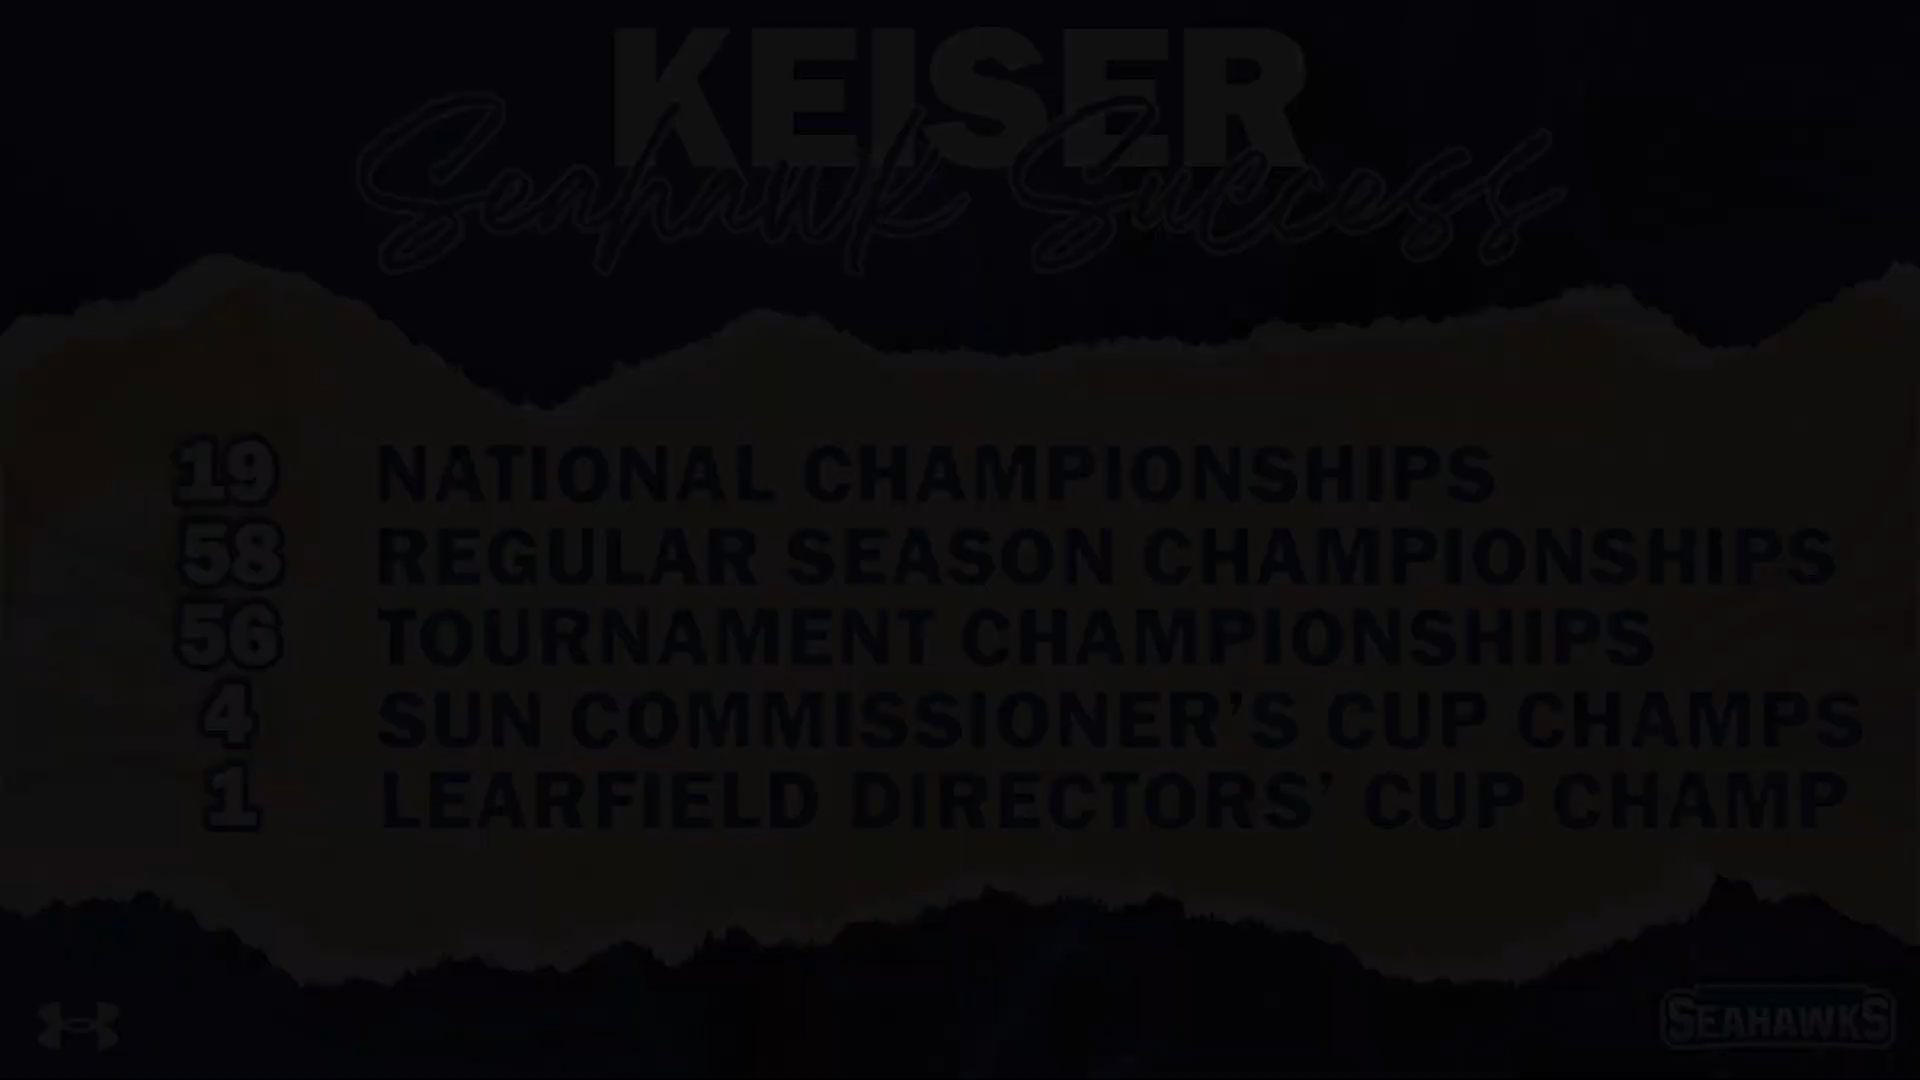 KEISER
Seahawk Success
19 NATIONAL CHAMPIONSHIPS
58 REGULAR SEASON CHAMPIONSHIPS
56 TOURNAMENT CHAMPIONSHIPS
4 SUN COMMISSIONER’S CUP CHAMPS
1 LEARFIELD DIRECTORS’ CUP CHAMP
SEAHAWKS